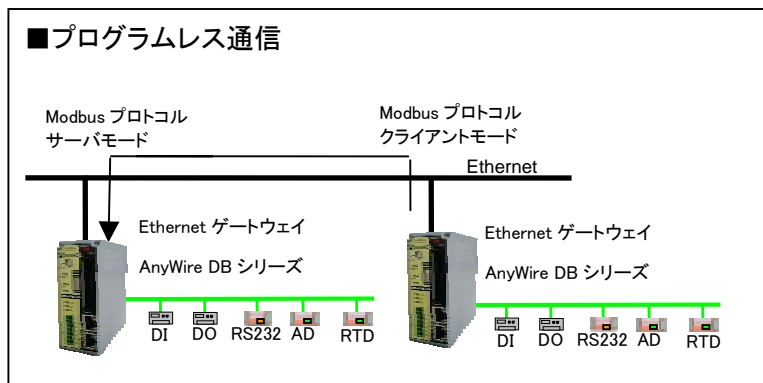 ■プログラムレス通信
Modbus プロトコル
サーバモード
Modbus プロトコル
クライアントモード
Ethernet
Ethernet ゲートウェイ
AnyWire DB シリーズ
Ethernet ゲートウェイ
AnyWire DB シリーズ
DI DO RS232 AD RTD
DI DO RS232 AD RTD